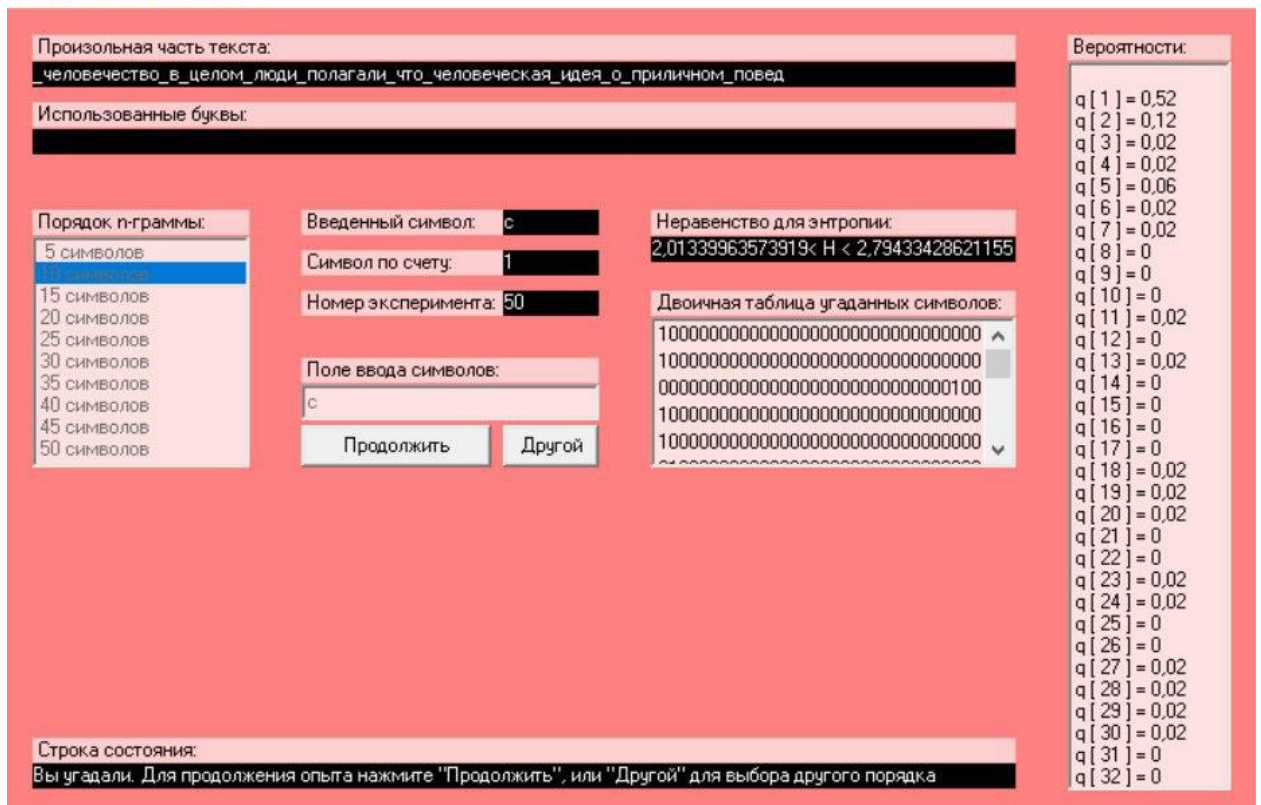 Произольная часть текста:
_человечество_в_целом_люди_полагали_что_человеческая_идея_о_приличном_повед
Использованные буквы:
Порядок n-граммы:
5 символов
10 символов
15 символов
20 символов
25 символов
30 символов
35 символов
40 символов
45 символов
50 символов
Введенный символ: с
Символ по счету: 1
Номер эксперимента: 50
Поле ввода символов:
с
Продолжить
Другой
Неравенство для энтропии:
2,01339963573919< H < 2,79433428621155
Двоичная таблица угаданных символов:
10000000000000000000000000000000
10000000000000000000000000000000
00000000000000000000000000000100
10000000000000000000000000000000
10000000000000000000000000000000
Строка состояния:
Вы угадали. Для продолжения опыта нажмите "Продолжить", или "Другой" для выбора другого порядка
Вероятности:
q[ 1 ] = 0,52
q[ 2 ] = 0,12
q[ 3 ] = 0,02
q[ 4 ] = 0,02
q[ 5 ] = 0,06
q[ 6 ] = 0,02
q[ 7 ] = 0,02
q[ 8 ] = 0
q[ 9 ] = 0
q[ 10 ] = 0
q[ 11 ] = 0,02
q[ 12 ] = 0
q[ 13 ] = 0,02
q[ 14 ] = 0
q[ 15 ] = 0
q[ 16 ] = 0
q[ 17 ] = 0
q[ 18 ] = 0,02
q[ 19 ] = 0,02
q[ 20 ] = 0,02
q[ 21 ] = 0
q[ 22 ] = 0
q[ 23 ] = 0,02
q[ 24 ] = 0,02
q[ 25 ] = 0
q[ 26 ] = 0
q[ 27 ] = 0,02
q[ 28 ] = 0,02
q[ 29 ] = 0,02
q[ 30 ] = 0,02
q[ 31 ] = 0
q[ 32 ] = 0